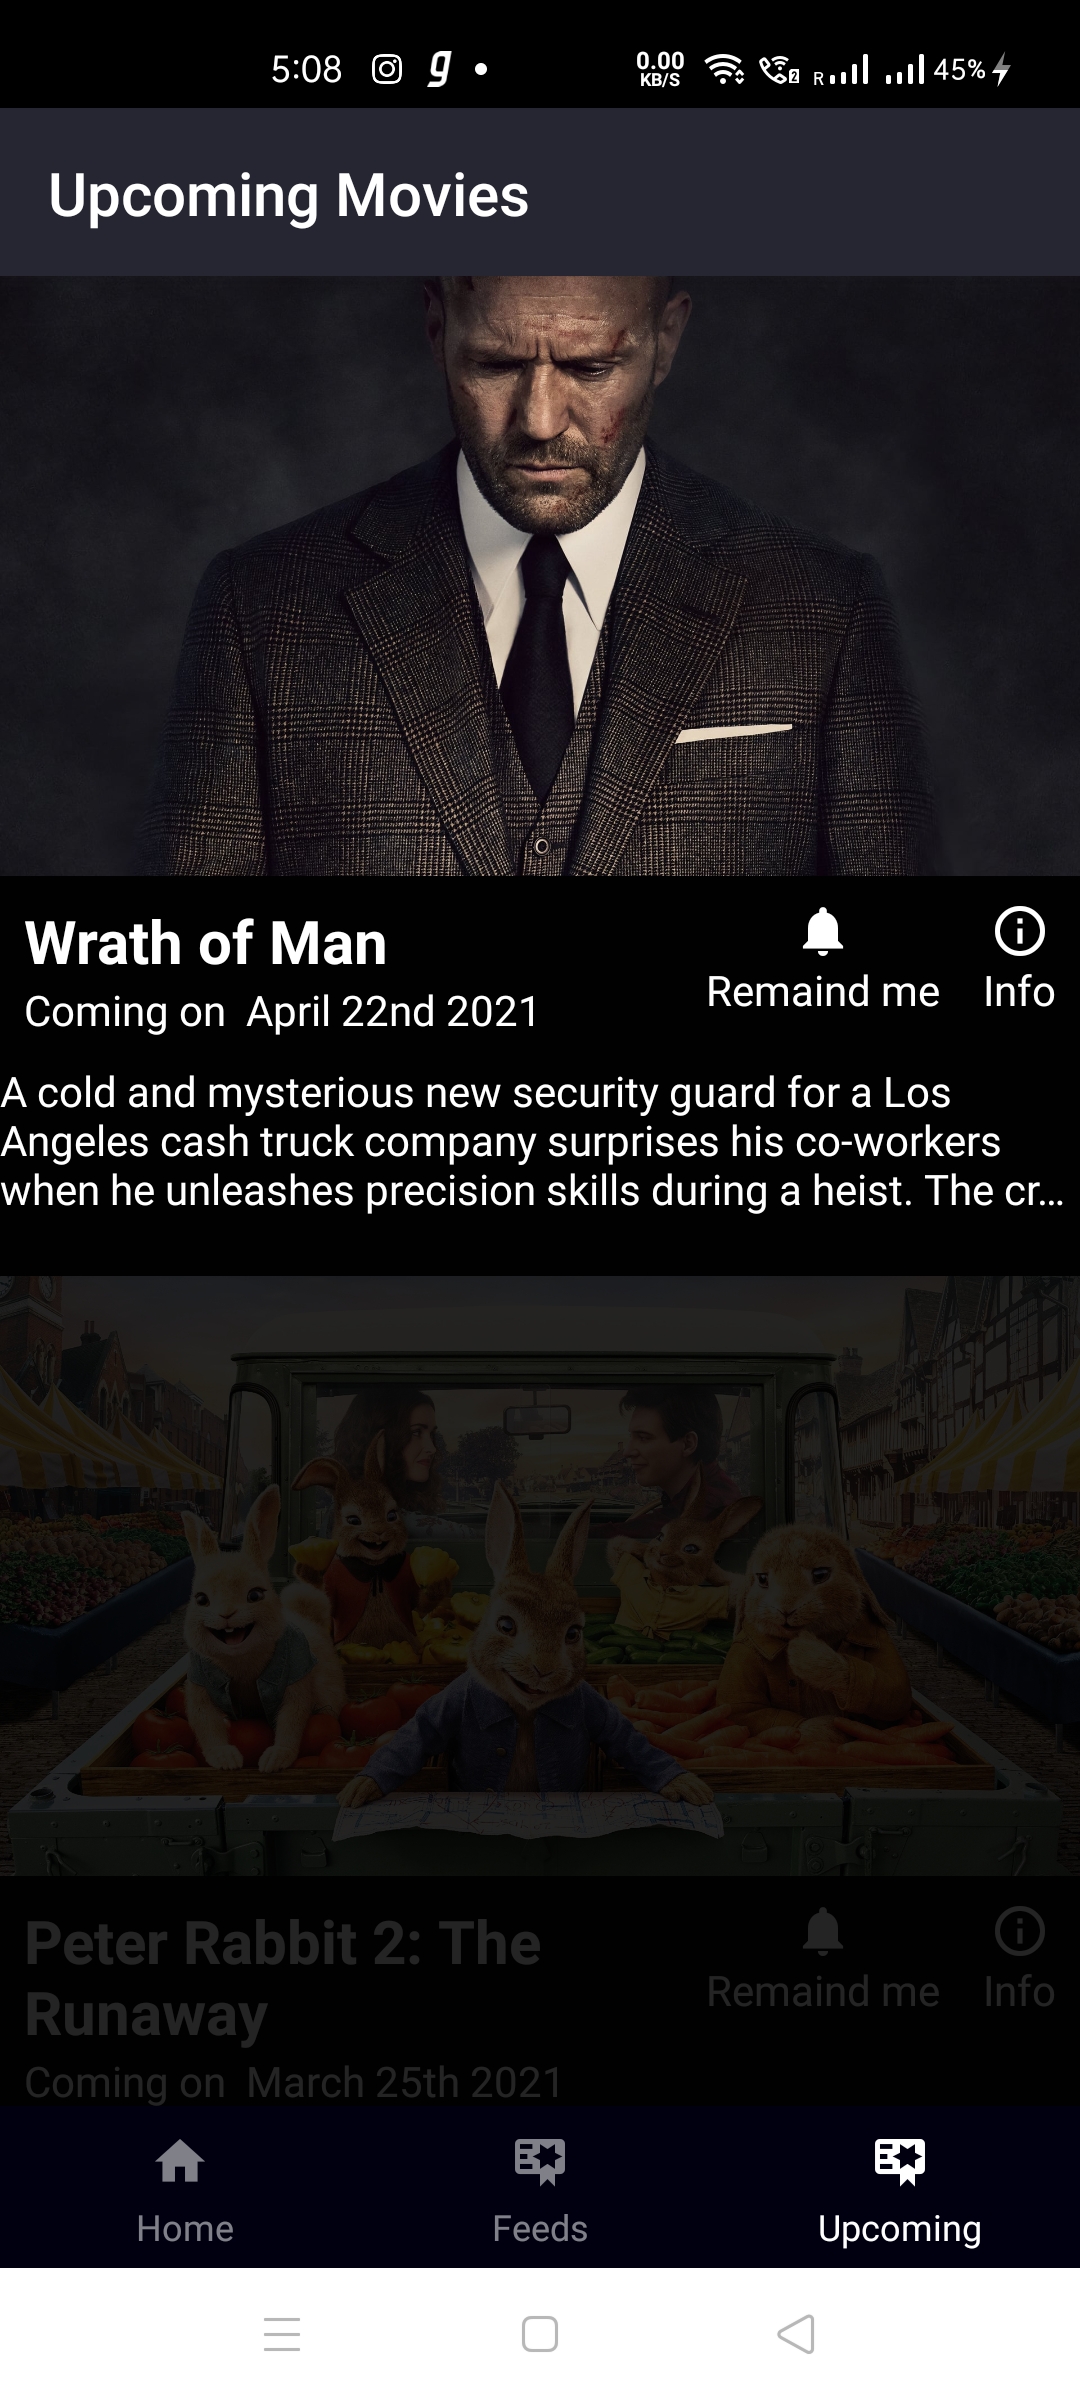 5:08 0.00 KB/S 2 R 45%
Upcoming Movies
Wrath of Man
Remaind me Info
Coming on April 22nd 2021
A cold and mysterious new security guard for a Los
Angeles cash truck company surprises his co-workers
when he unleashes precision skills during a heist. The cr...
Peter Rabbit 2: The
Runaway
Remaind me Info
Coming on March 25th 2021
Home Feeds Upcoming